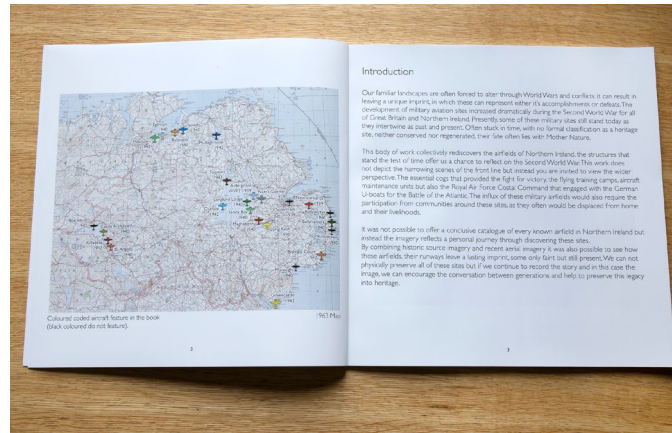 Coloured coded aircraft feature in the book
(black coloured do not feature).
1963 Map
2
Introduction
Our familiar landscapes are often forced to alter through World Wars and conflicts. It can result in
leaving a unique imprint, in which these can represent either it's accomplishments or defeats. The
development of military aviation sites increased dramatically during the Second World War for all
of Great Britain and Northern Ireland. Presently, some of these military sites still stand today as
they intertwine as past and present. Often stuck in time, with no formal classification as a heritage
site, neither conserved nor regenerated, their fate often lies with Mother Nature.
This body of work collectively rediscovers the airfields of Northern Ireland, the structures that
stand the test of time offer us a chance to reflect on the Second World War. This work does
not depict the harrowing scenes of the front line but instead you are invited to view the wider
perspective. The essential cogs that provided the fight for victory, the flying training camps, aircraft
maintenance units but also the Royal Air Force Costal Command that engaged with the German
U-boats for the Battle of the Atlantic. The influx of these military airfields would also require the
participation from communities around these sites, as they often would be displaced from home
and their livelihoods.
It was not possible to offer a conclusive catalogue of every known airfield in Northern Ireland but
instead the imagery reflects a personal journey through discovering these sites.
By combining historic source imagery and recent aerial imagery it was also possible to see how
these airfields, their runways leave a lasting imprint, some only faint but still present. We can not
physically preserve all of these sites but if we continue to record the story and in this case the
image, we can encourage the conversation between generations and help to preserve this legacy
into heritage.
3